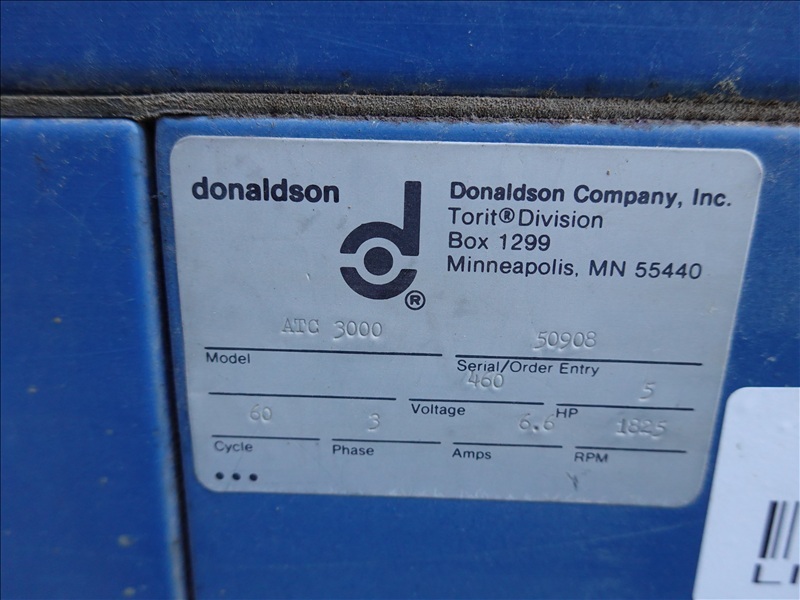 donaldson
d
®
Donaldson Company, Inc.
Torit® Division
Box 1299
Minneapolis, MN 55440
ATC 3000
Model
50908
Serial/Order Entry
460
Voltage
5
HP
60
Cycle
3
Phase
6.6
Amps
1825
RPM